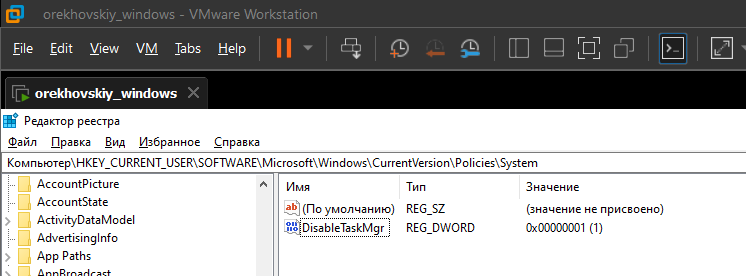 orekhovskiy_windows - VMware Workstation
File Edit View VM Tabs Help
orekhovskiy_windows
Редактор реестра
Файл Правка Вид Избранное Справка
Компьютер\HKEY_CURRENT_USER\SOFTWARE\Microsoft\Windows\CurrentVersion\Policies\System
AccountPicture
AccountState
ActivityDataModel
AdvertisingInfo
App Paths
AppBroadcast
Имя Тип Значение
(По умолчанию) REG_SZ (значение не присвоено)
DisableTaskMgr REG_DWORD 0x00000001 (1)